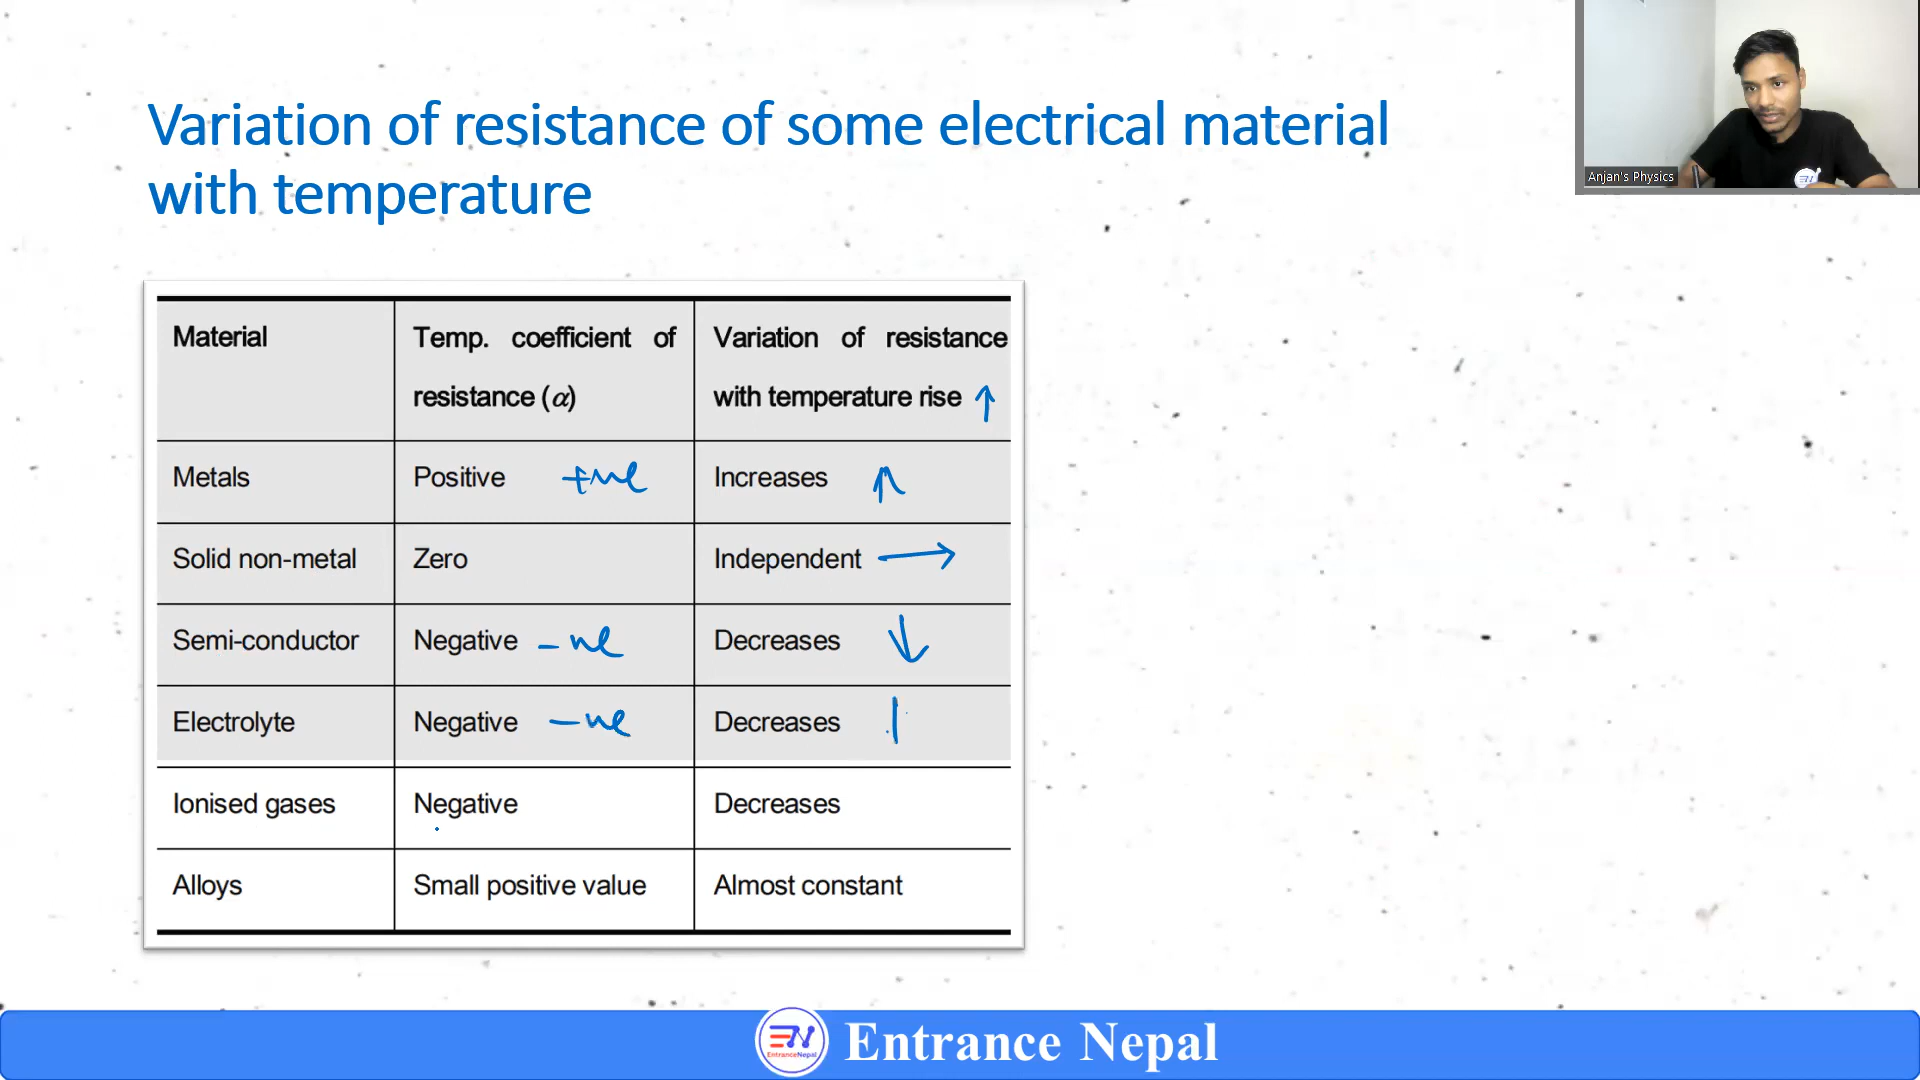 Variation of resistance of some electrical material
with temperature
Anjan's Physics
Material
Temp. coefficient of
resistance (α)
Variation of resistance
with temperature rise ↑
Metals
Positive +ve
Increases ↑
Solid non-metal
Zero
Independent →
Semi-conductor
Negative -ve
Decreases ↓
Electrolyte
Negative -ve
Decreases
Ionised gases
Negative
Decreases
Alloys
Small positive value
Almost constant
EN
EntranceNepal
Entrance Nepal